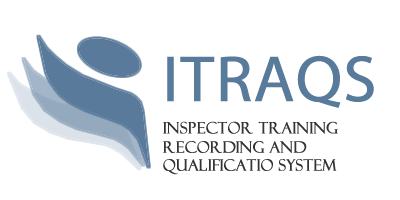 ITRAQS
INSPECTOR TRAINING
RECORDING AND
QUALIFICATIO SYSTEM